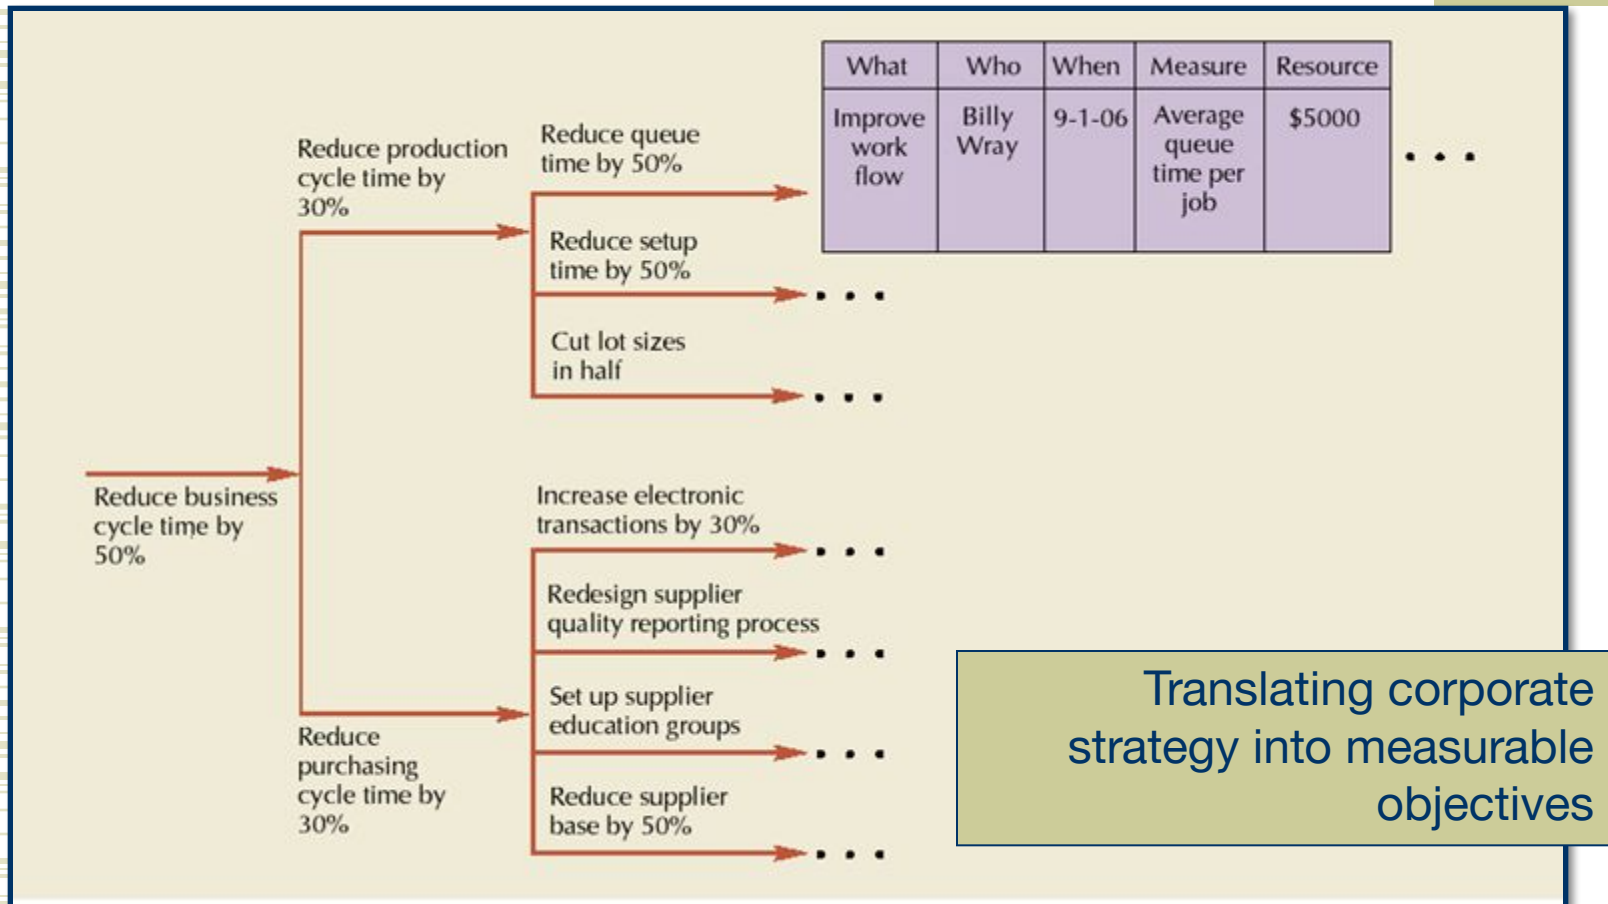 What Who When Measure Resource
Improve work flow Billy Wray 9-1-06 Average queue time per job $5000
• • •
Reduce production
cycle time by
30%
Reduce queue
time by 50%
Reduce setup
time by 50%
• • •
Cut lot sizes
in half
• • •
Reduce business
cycle time by
50%
Increase electronic
transactions by 30%
• • •
Redesign supplier
quality reporting process
• • •
Set up supplier
education groups
• • •
Reduce
purchasing
cycle time by
30%
Reduce supplier
base by 50%
• • •
Translating corporate
strategy into measurable
objectives